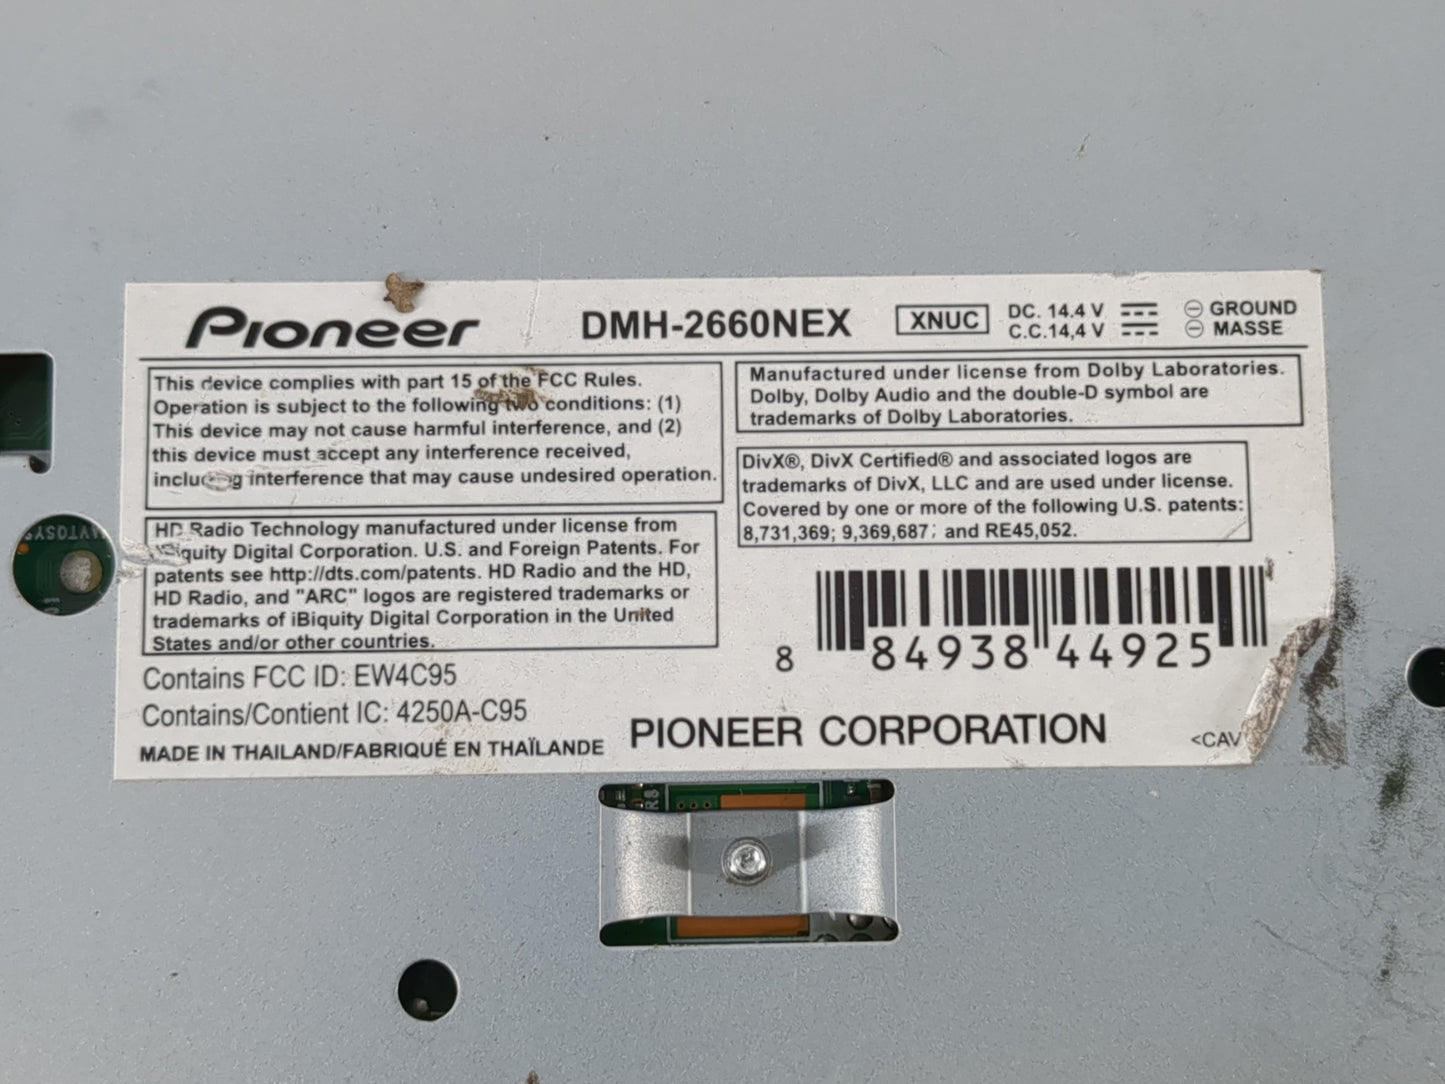 Pioneer DMH-2660NEX XNUC DC. 14.4 V ⎓ ⊖ GROUND
C.C.14,4 V ⎓ ⊖ MASSE
This device complies with part 15 of the FCC Rules.
Operation is subject to the following two conditions: (1)
This device may not cause harmful interference, and (2)
this device must accept any interference received,
including interference that may cause undesired operation.
HD Radio Technology manufactured under license from
iBiquity Digital Corporation. U.S. and Foreign Patents. For
patents see http://dts.com/patents. HD Radio and the HD,
HD Radio, and "ARC" logos are registered trademarks or
trademarks of iBiquity Digital Corporation in the United
States and/or other countries.
Manufactured under license from Dolby Laboratories.
Dolby, Dolby Audio and the double-D symbol are
trademarks of Dolby Laboratories.
DivX®, DivX Certified® and associated logos are
trademarks of DivX, LLC and are used under license.
Covered by one or more of the following U.S. patents:
8,731,369; 9,369,687; and RE45,052.
8 84938 44925
Contains FCC ID: EW4C95
Contains/Contient IC: 4250A-C95
MADE IN THAILAND/FABRIQUÉ EN THAÏLANDE
PIONEER CORPORATION
<CAV